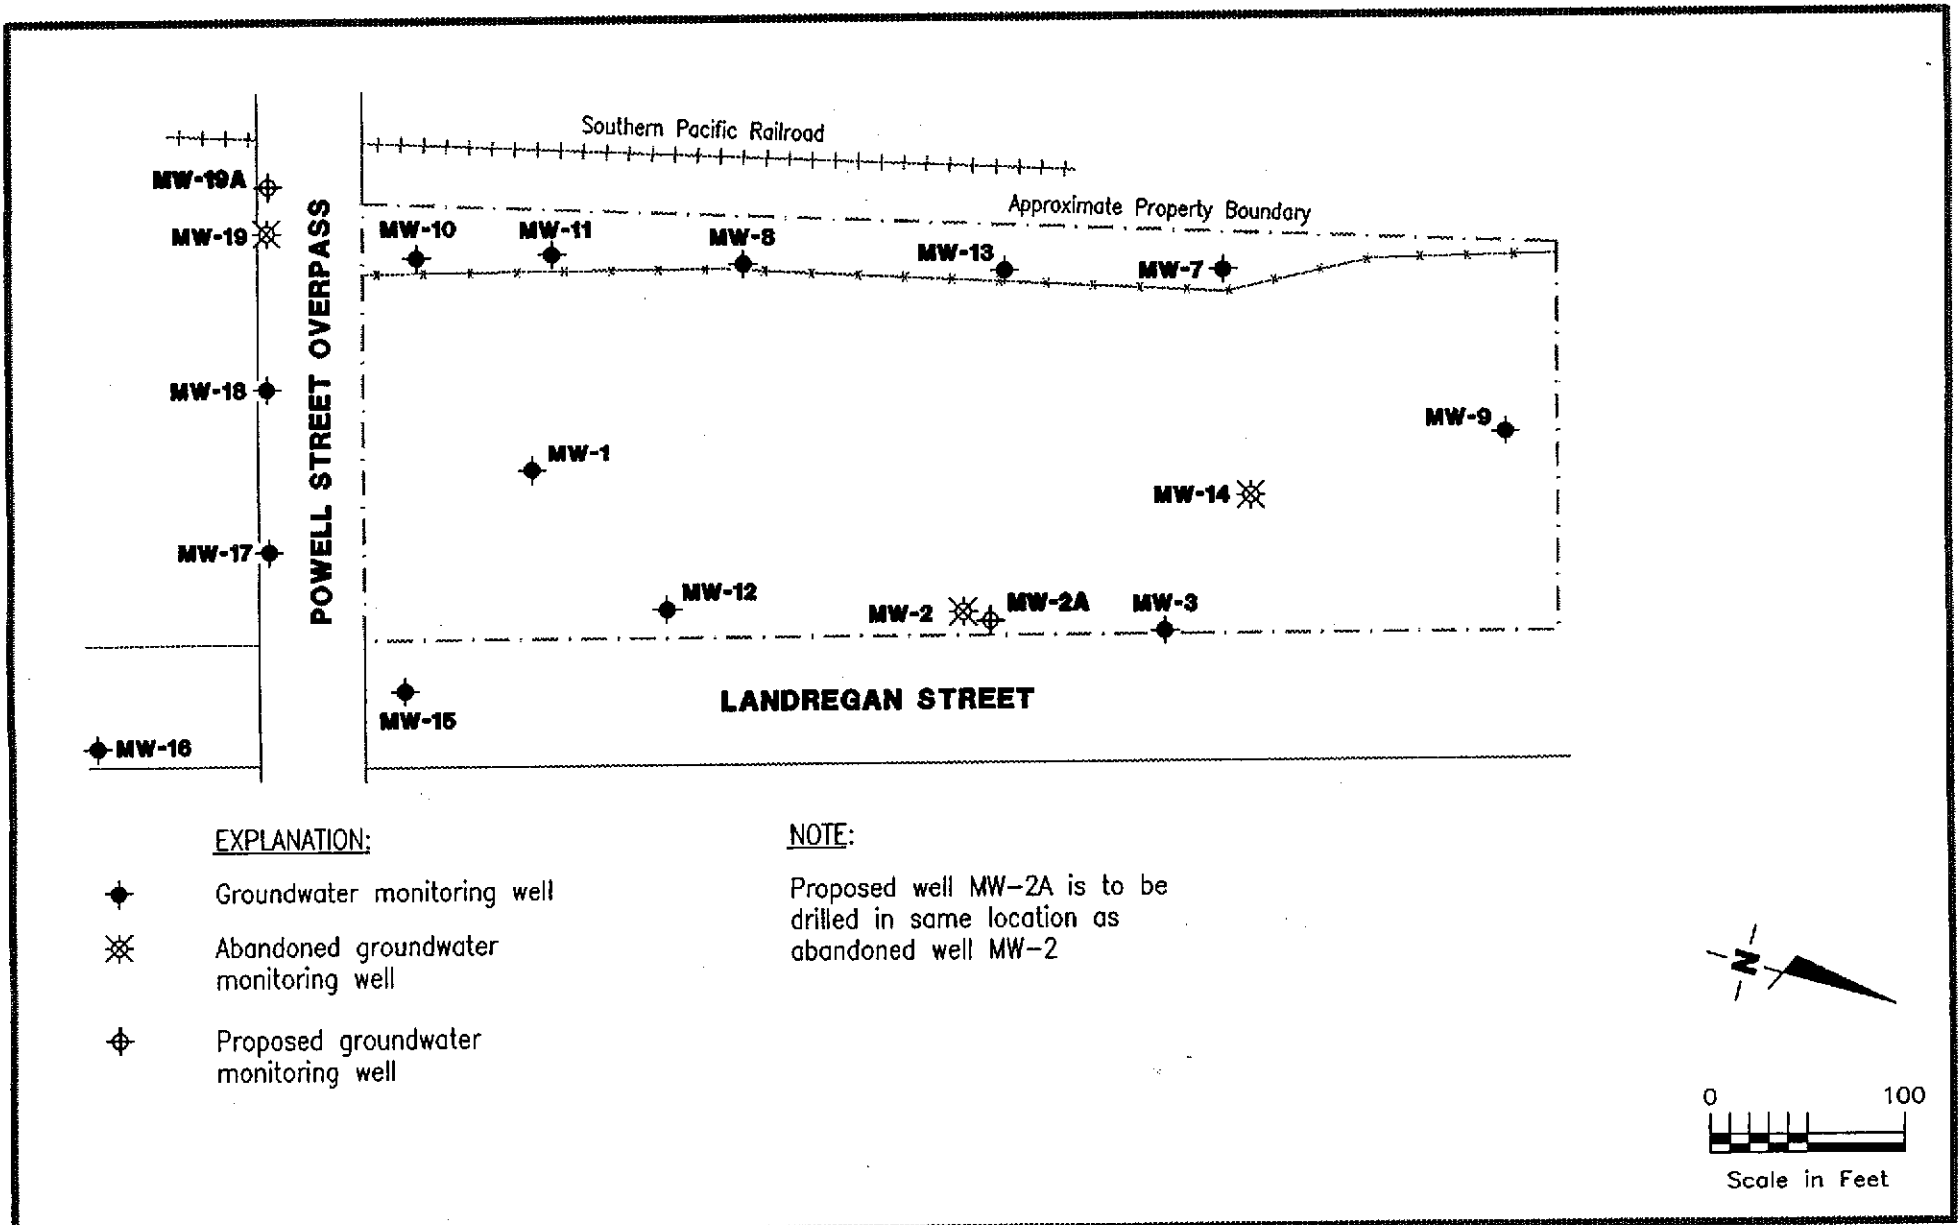 Southern Pacific Railroad
MW-19A
Approximate Property Boundary
MW-19
MW-10
MW-11
MW-8
MW-13
MW-7
POWELL STREET OVERPASS
MW-18
MW-9
MW-1
MW-14
MW-17
MW-12
MW-2
MW-2A
MW-3
LANDREGAN STREET
MW-15
MW-16
EXPLANATION:
Groundwater monitoring well
Abandoned groundwater
monitoring well
Proposed groundwater
monitoring well
NOTE:
Proposed well MW-2A is to be
drilled in same location as
abandoned well MW-2
N
0 100
Scale in Feet